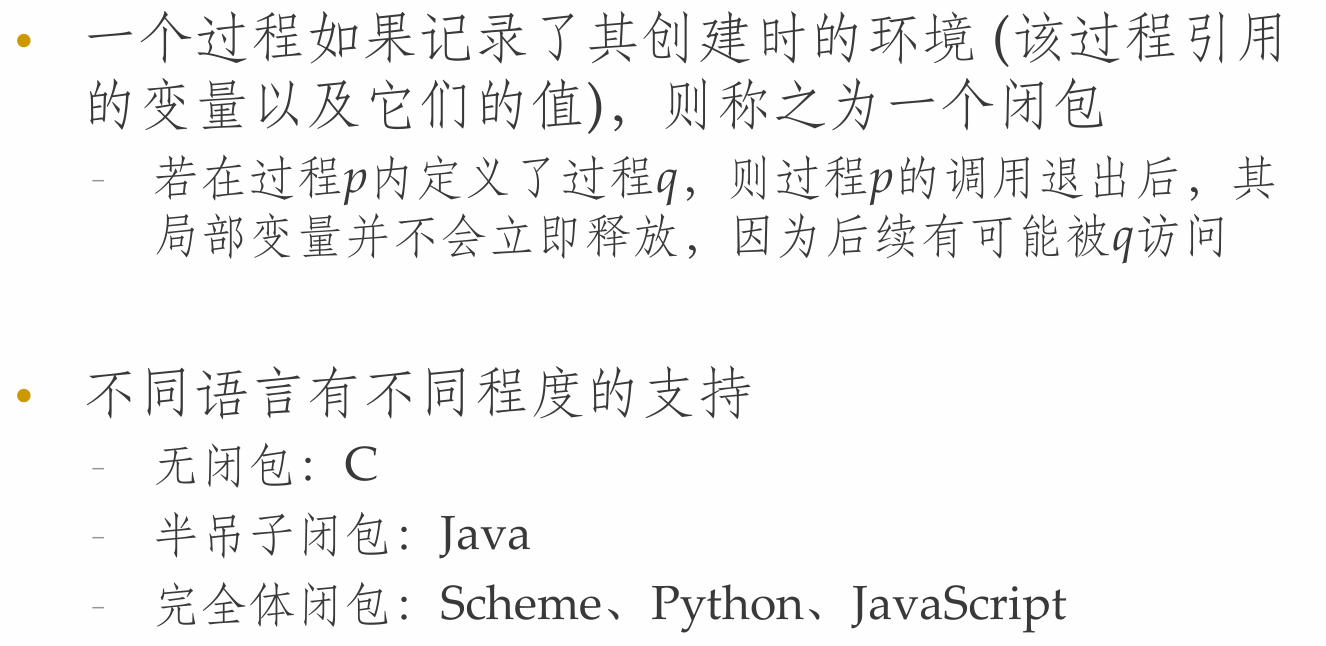 • 一个过程如果记录了其创建时的环境 (该过程引用
的变量以及它们的值)，则称之为一个闭包
– 若在过程p内定义了过程q，则过程p的调用退出后，其
局部变量并不会立即释放，因为后续有可能被q访问
• 不同语言有不同程度的支持
– 无闭包：C
– 半吊子闭包：Java
– 完全体闭包：Scheme、Python、JavaScript